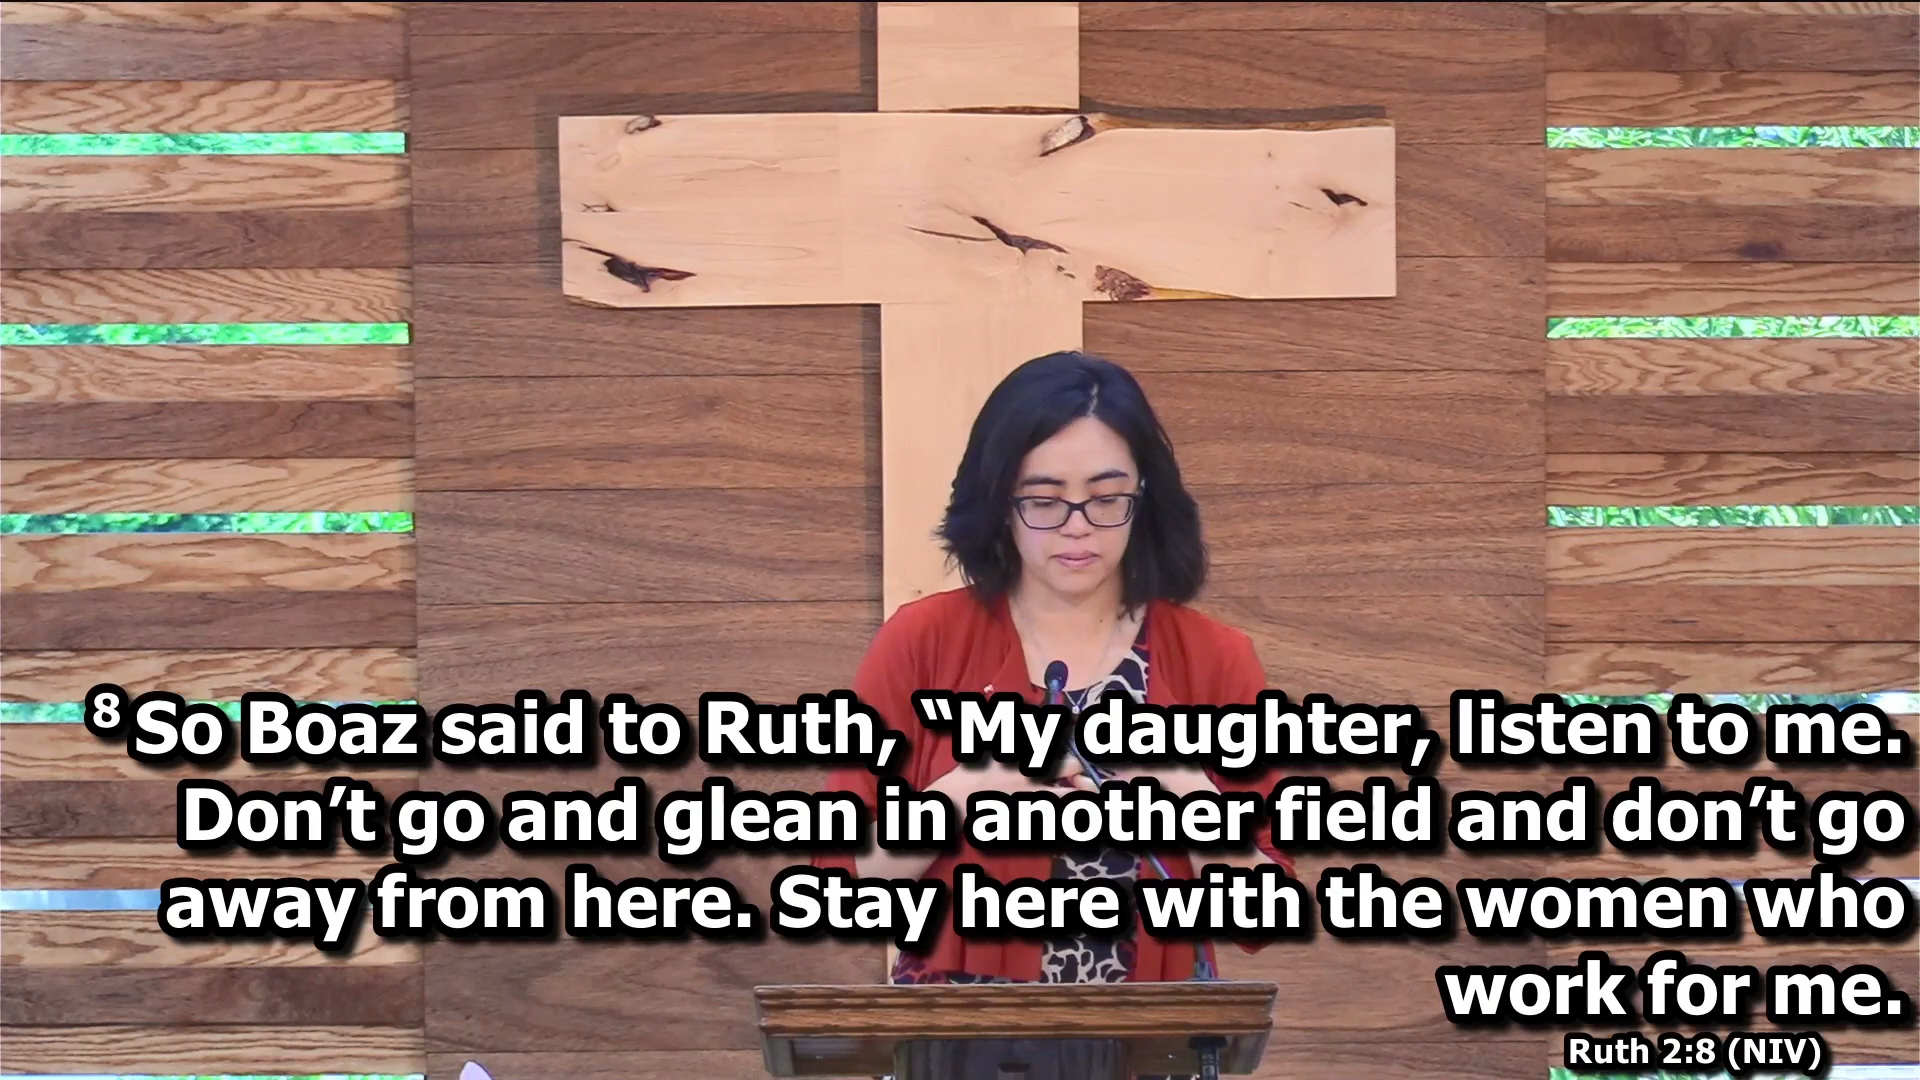 8 So Boaz said to Ruth, “My daughter, listen to me.
Don’t go and glean in another field and don’t go
away from here. Stay here with the women who
work for me.
Ruth 2:8 (NIV)